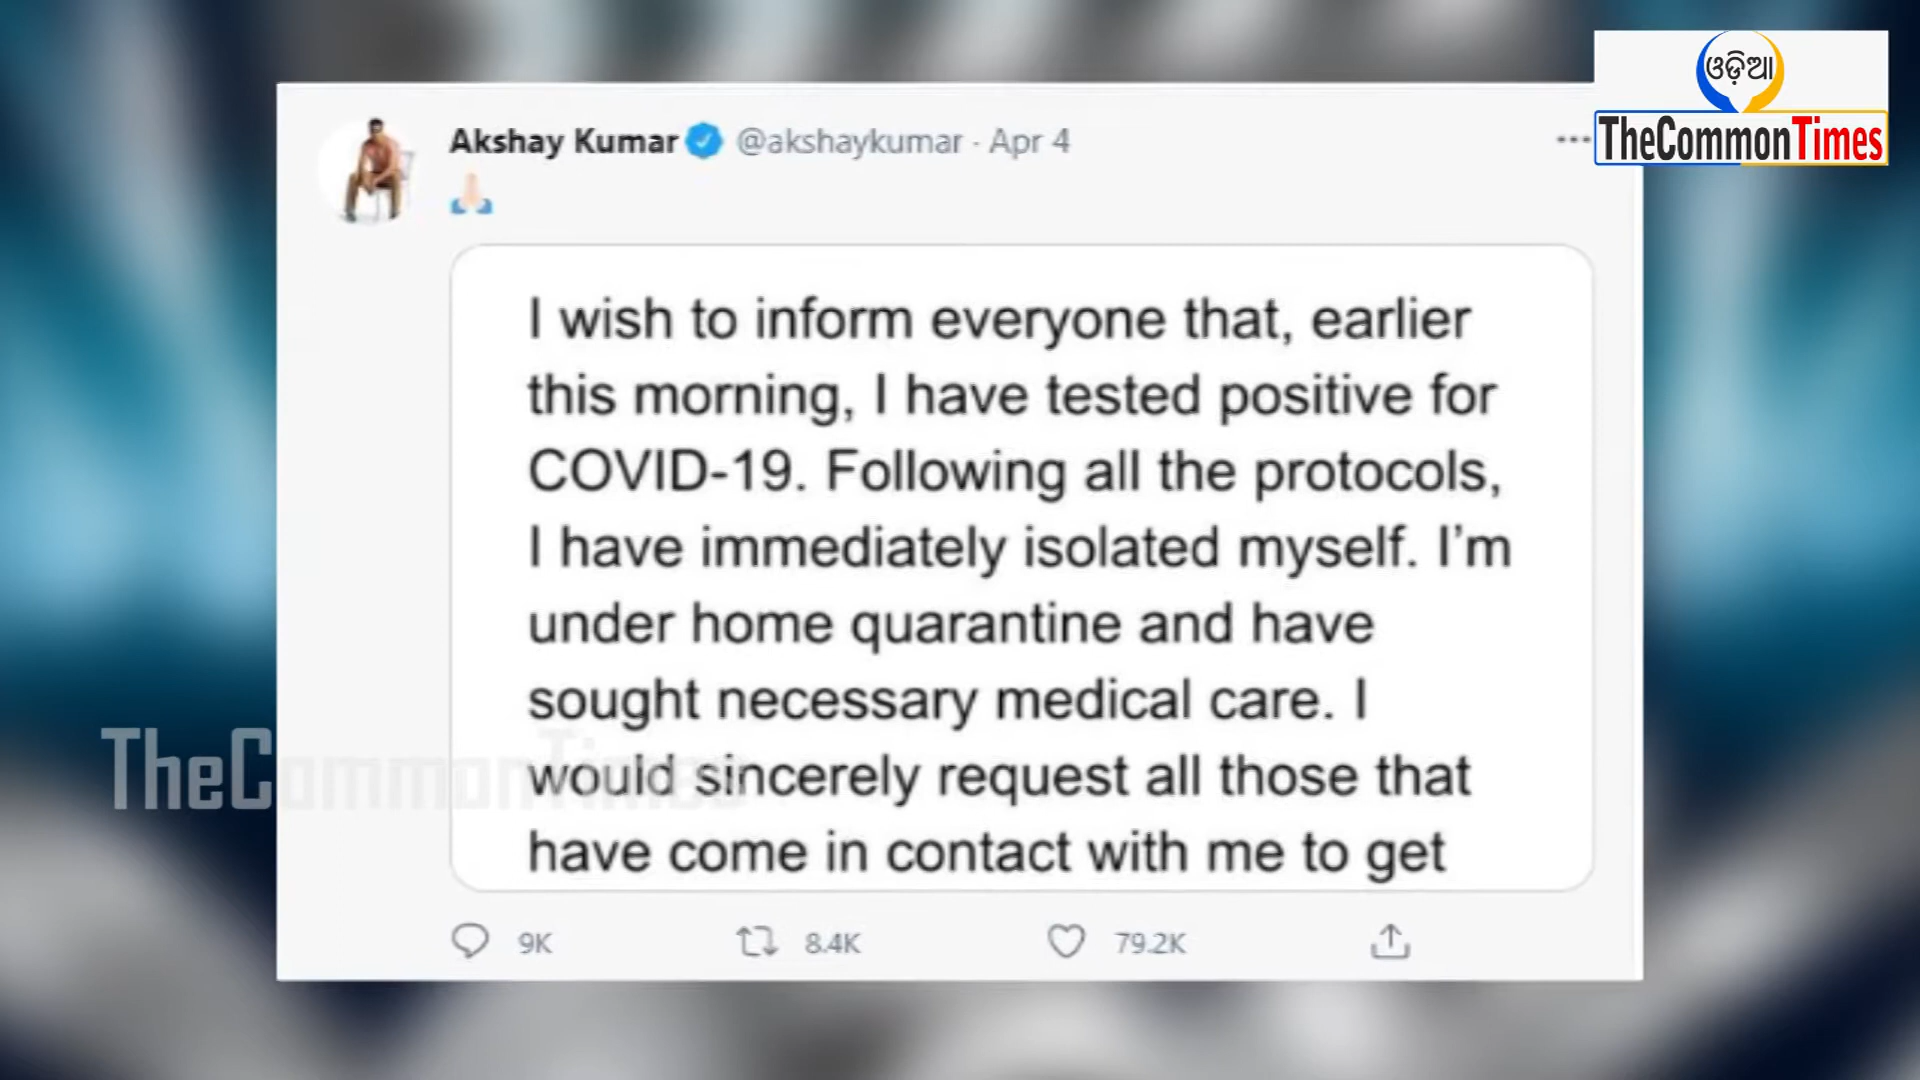 ଓଡ଼ିଆ
TheCommonTimes
Akshay Kumar @akshaykumar · Apr 4
🙏🏻
I wish to inform everyone that, earlier
this morning, I have tested positive for
COVID-19. Following all the protocols,
I have immediately isolated myself. I’m
under home quarantine and have
sought necessary medical care. I
would sincerely request all those that
have come in contact with me to get
TheCommonTimes
9K 8.4K 79.2K